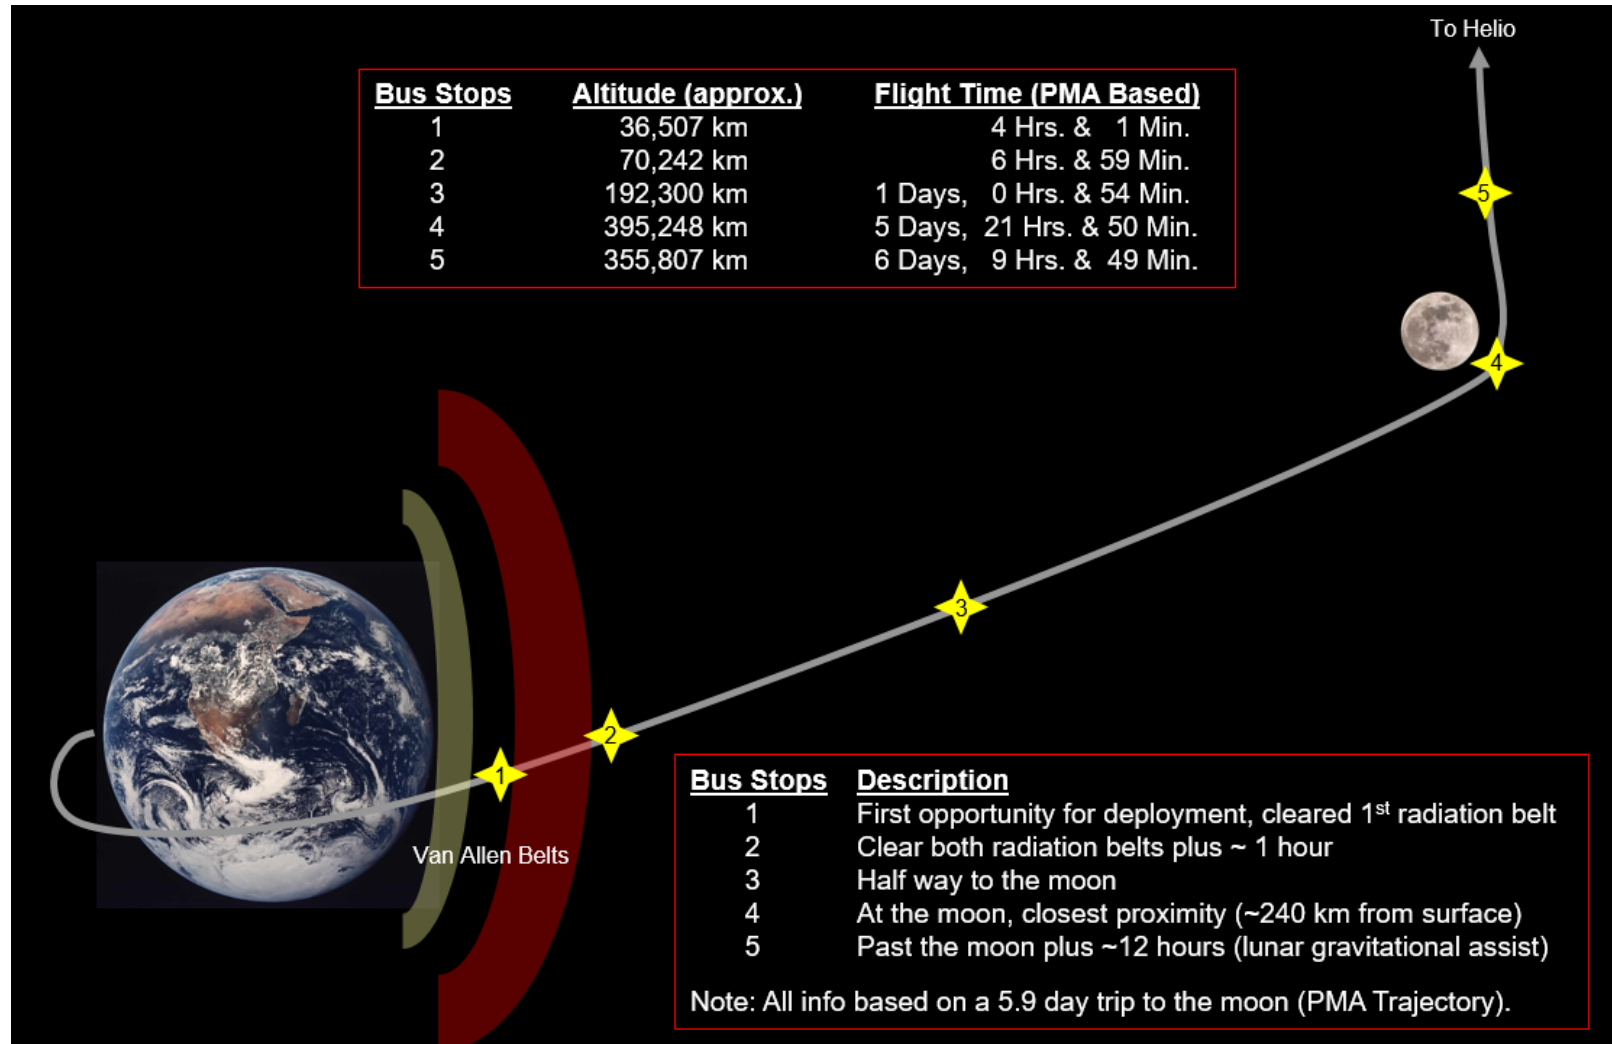 To Helio
Bus Stops Altitude (approx.) Flight Time (PMA Based)
1 36,507 km 4 Hrs. & 1 Min.
2 70,242 km 6 Hrs. & 59 Min.
3 192,300 km 1 Days, 0 Hrs. & 54 Min.
4 395,248 km 5 Days, 21 Hrs. & 50 Min.
5 355,807 km 6 Days, 9 Hrs. & 49 Min.
5
4
3
2
1
Van Allen Belts
Bus Stops Description
1 First opportunity for deployment, cleared 1st radiation belt
2 Clear both radiation belts plus ~ 1 hour
3 Half way to the moon
4 At the moon, closest proximity (~240 km from surface)
5 Past the moon plus ~12 hours (lunar gravitational assist)
Note: All info based on a 5.9 day trip to the moon (PMA Trajectory).